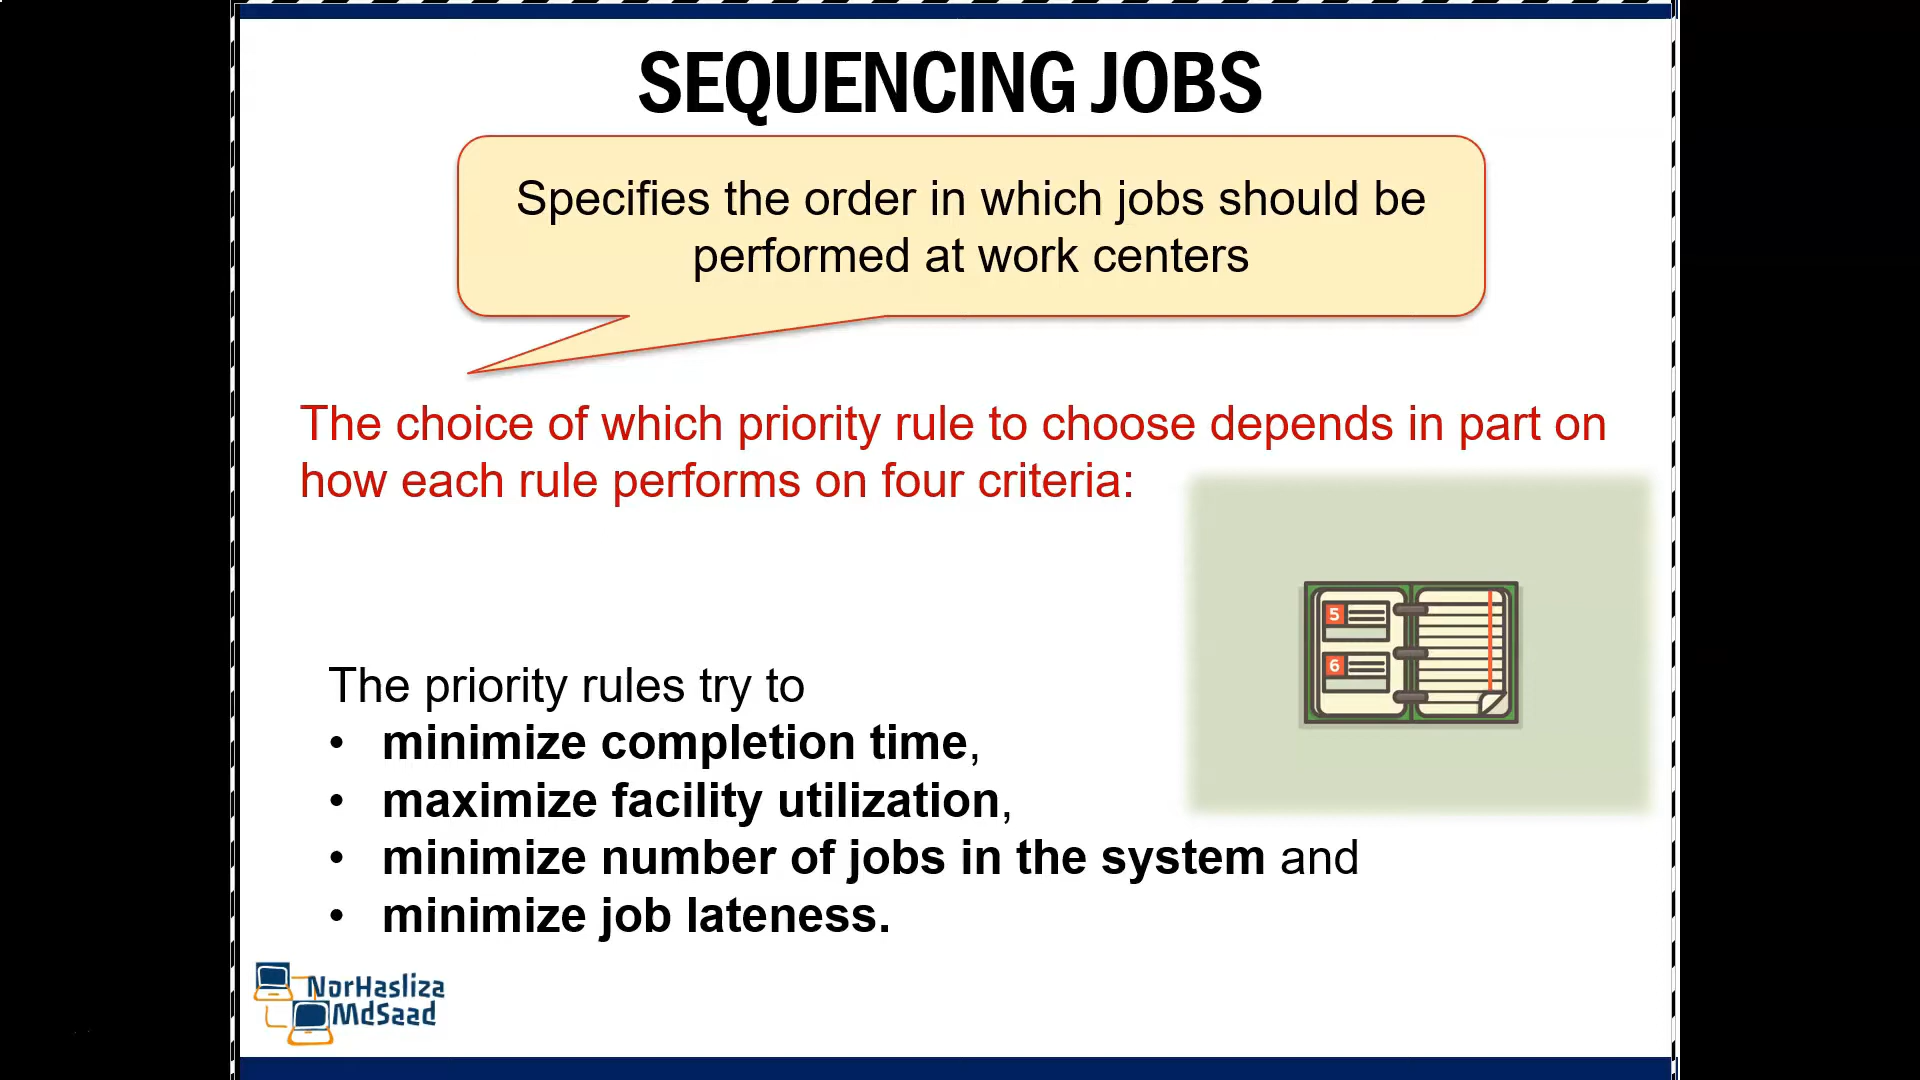 SEQUENCING JOBS
Specifies the order in which jobs should be
performed at work centers
The choice of which priority rule to choose depends in part on
how each rule performs on four criteria:
5
6
The priority rules try to
• minimize completion time,
• maximize facility utilization,
• minimize number of jobs in the system and
• minimize job lateness.
NorHasliza
MdSaad